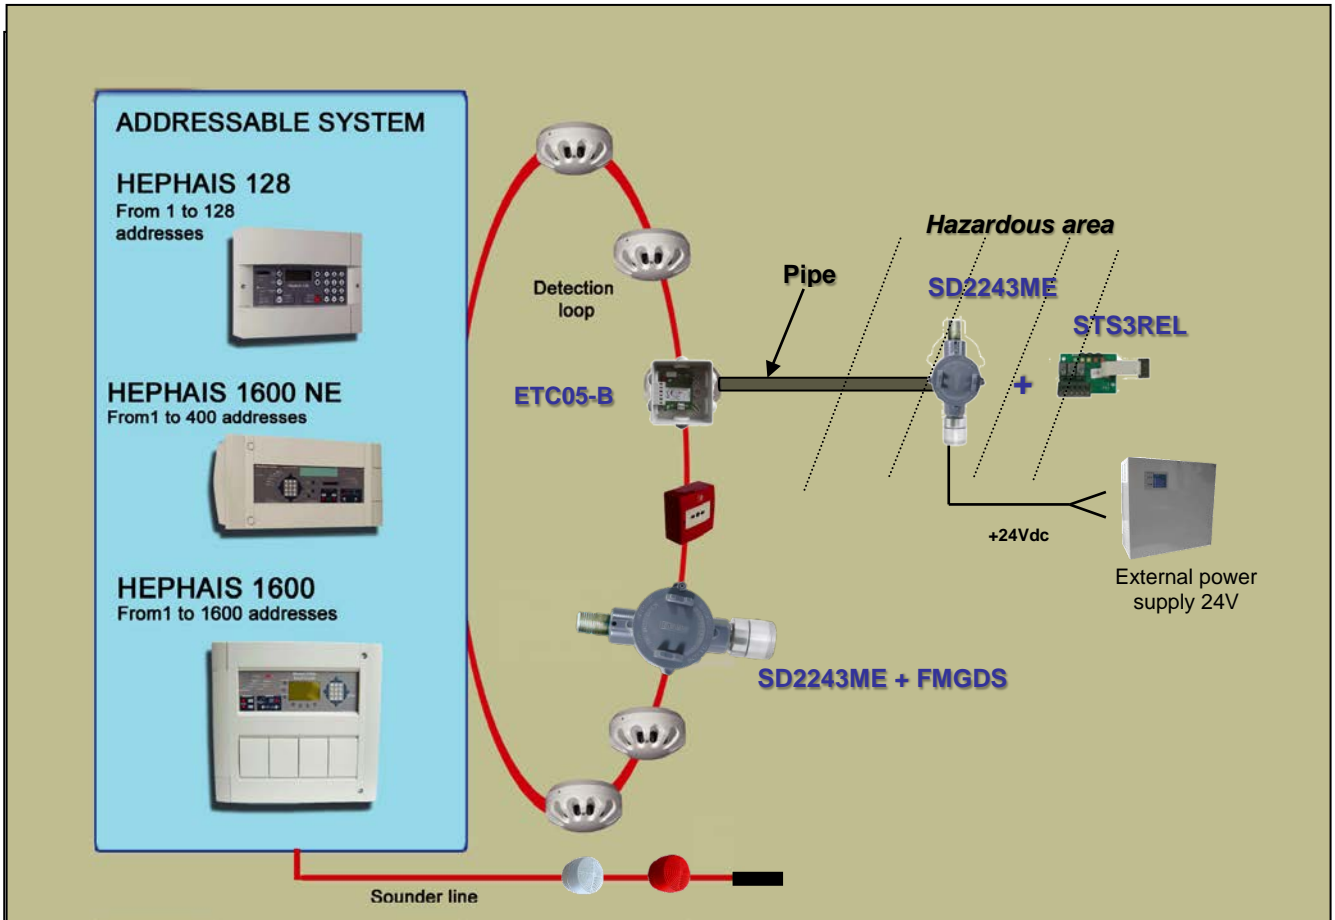 ADDRESSABLE SYSTEM
HEPHAIS 128
From 1 to 128
addresses
HEPHAIS 1600 NE
From1 to 400 addresses
HEPHAIS 1600
From1 to 1600 addresses
Detection
loop
ETC05-B
Pipe
Hazardous area
SD2243ME
+
STS3REL
+24Vdc
External power
supply 24V
SD2243ME + FMGDS
Sounder line